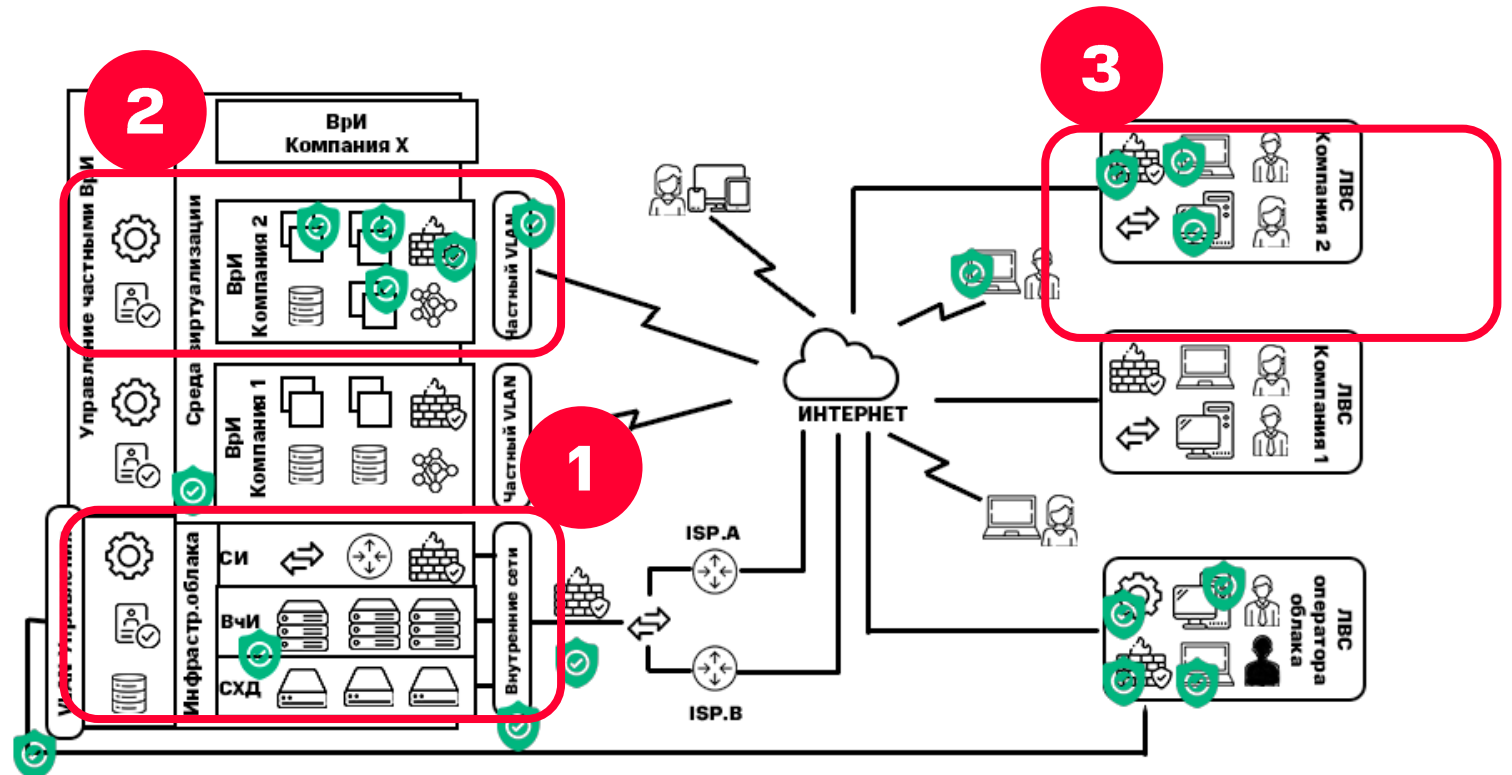 2
3
1
ВрИ
Компания X
Управление частными ВрИ
Среда виртуализации
ВрИ
Компания 2
Частный VLAN
ВрИ
Компания 1
Частный VLAN
VLAN Управления
Инфрастр.облака
СИ
ВчИ
СХД
Внутренние сети
ISP.A
ISP.B
ИНТЕРНЕТ
ЛВС
Компания 2
ЛВС
Компания 1
ЛВС
оператора
облака